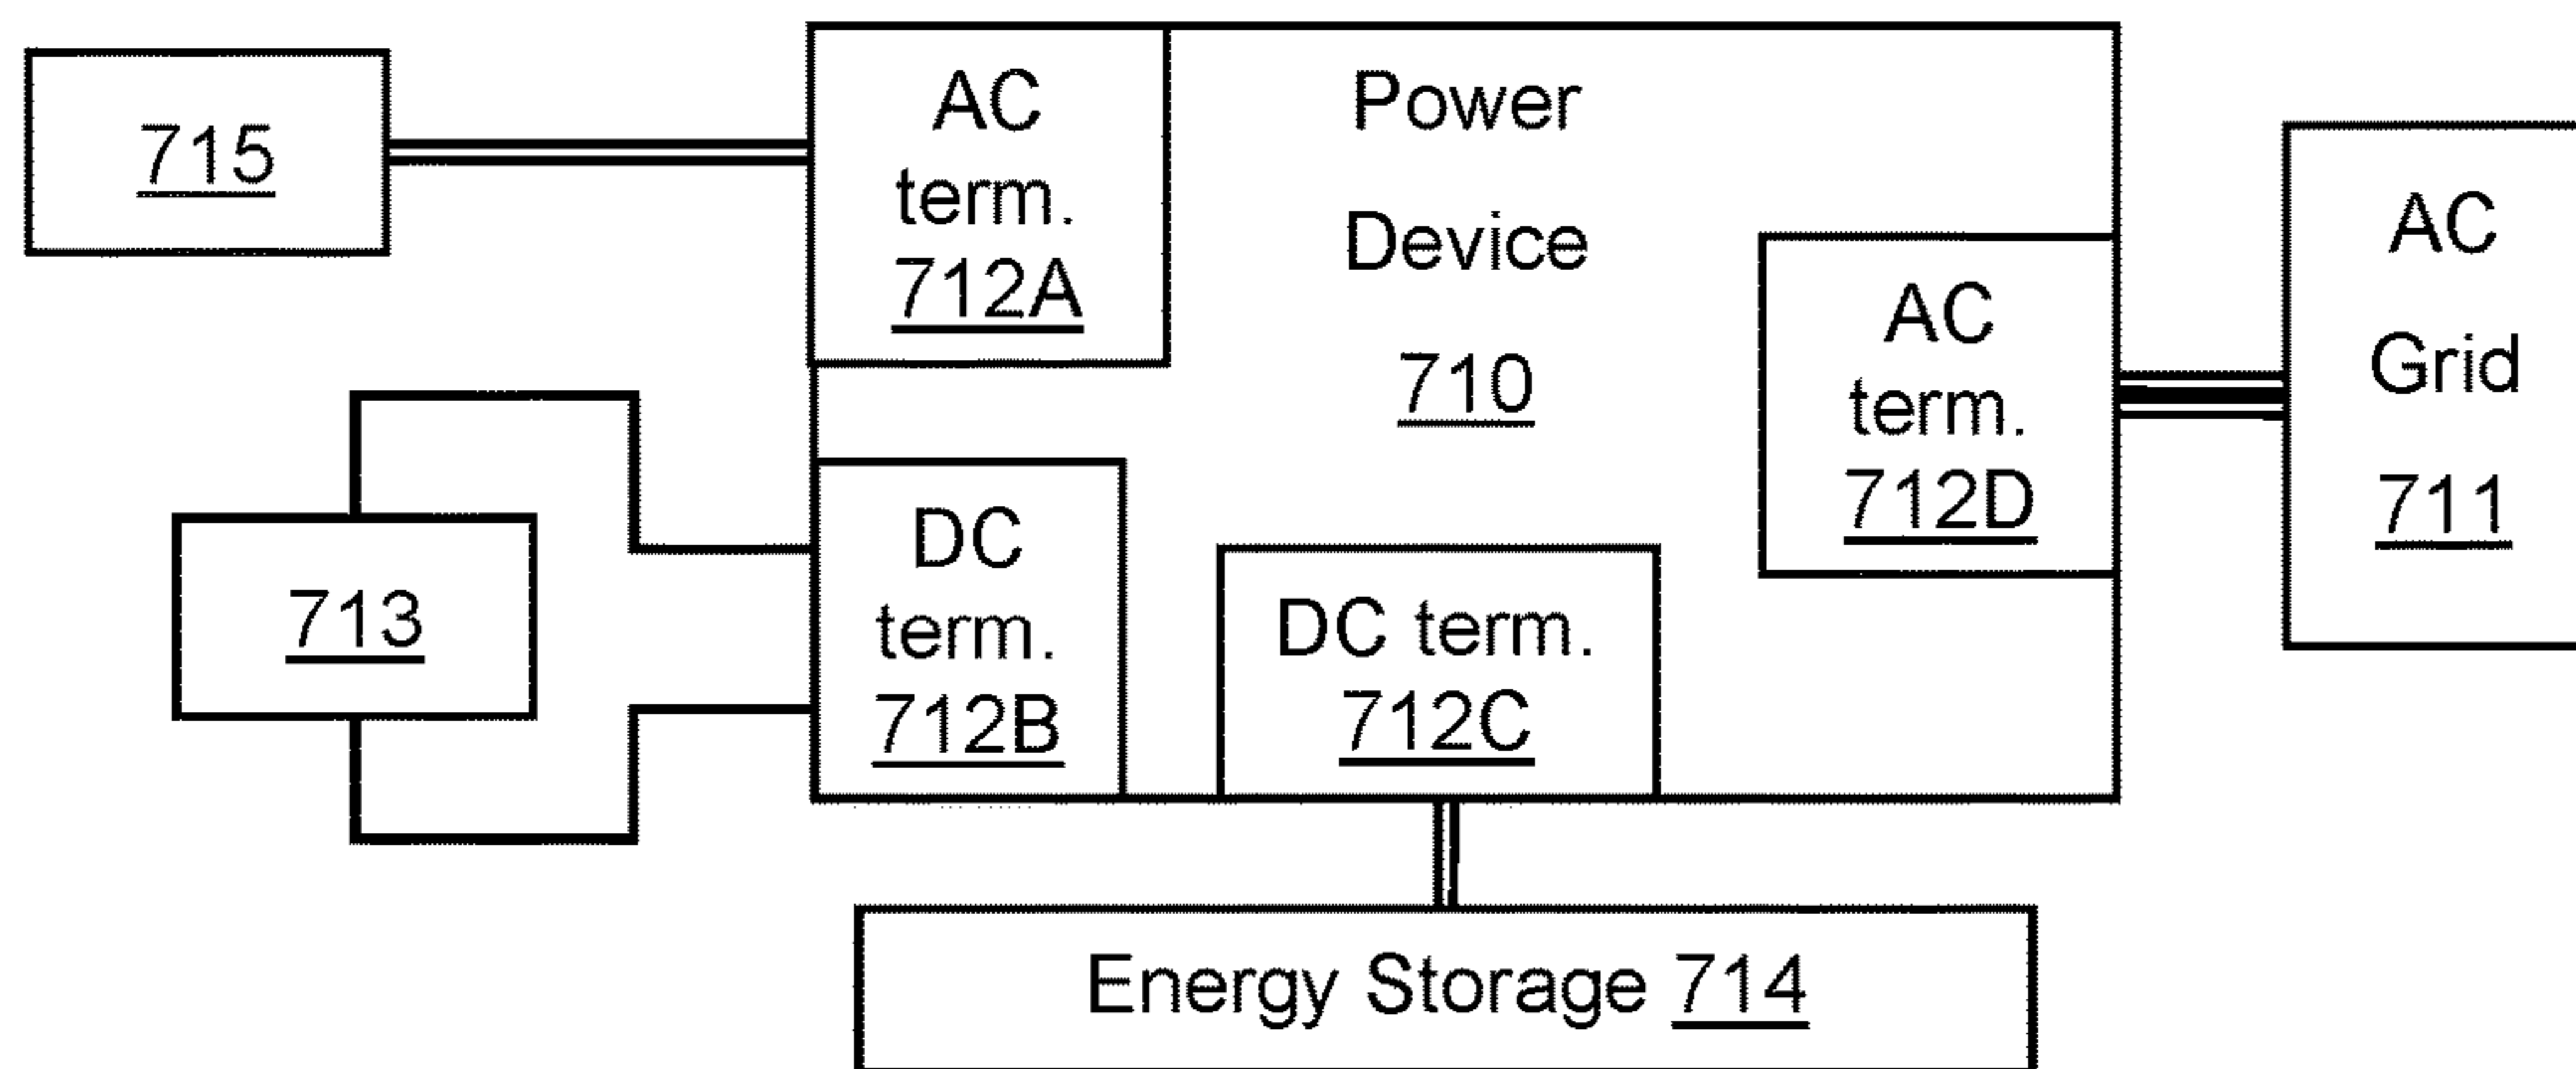 715
AC
term.
712A
Power
Device
710
AC
term.
712D
AC
Grid
711
713
DC
term.
712B
DC term.
712C
Energy Storage 714